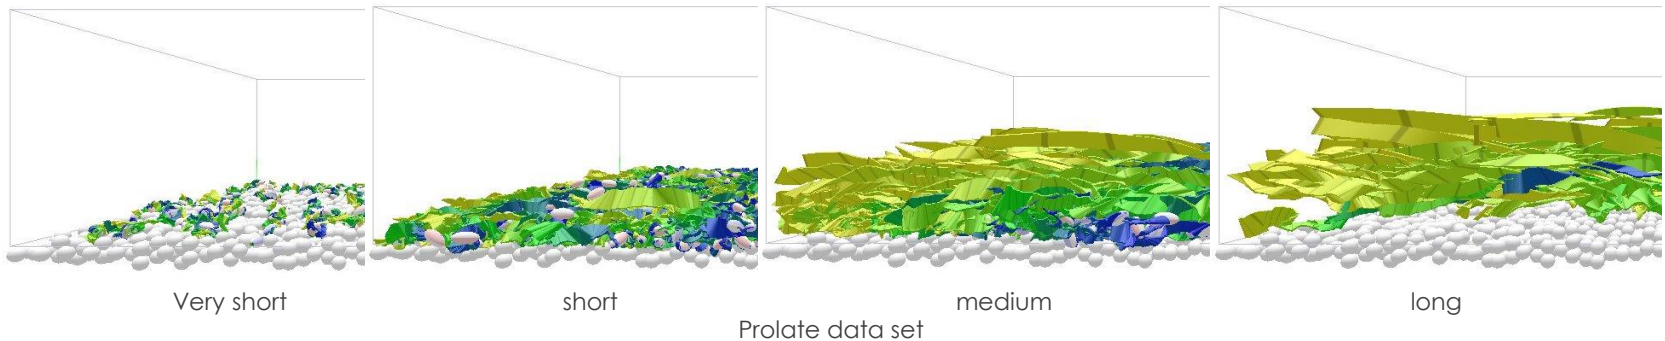 Very short
short
medium
long
Prolate data set